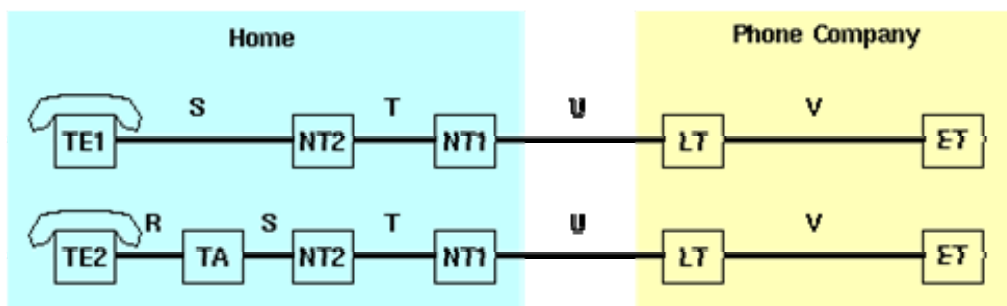 Home Phone Company
S T U V
TE1 NT2 NT1 LT ET
R S T U V
TE2 TA NT2 NT1 LT ET